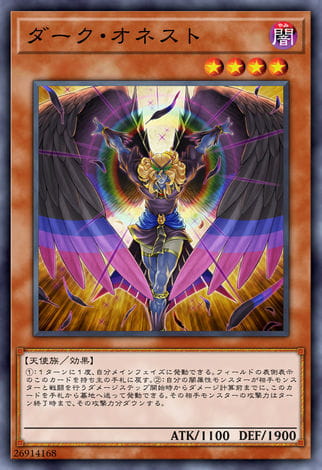 ダーク・オネスト
やみ
闇
【天使族／効果】
①：1ターンに1度、自分メインフェイズに発動できる。フィールドの表側表示
のこのカードを持ち主の手札に戻す。②：自分の闇属性モンスターが相手モンス
ターと戦闘を行うダメージステップ開始時からダメージ計算前までに、このカ
ードを手札から墓地へ送って発動できる。その相手モンスターの攻撃力はター
ン終了時まで、その攻撃力分ダウンする。
ATK/1100 DEF/1900
26914168